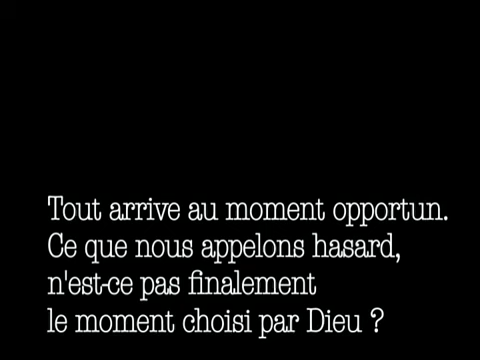 Tout arrive au moment opportun.
Ce que nous appelons hasard,
n'est-ce pas finalement
le moment choisi par Dieu ?